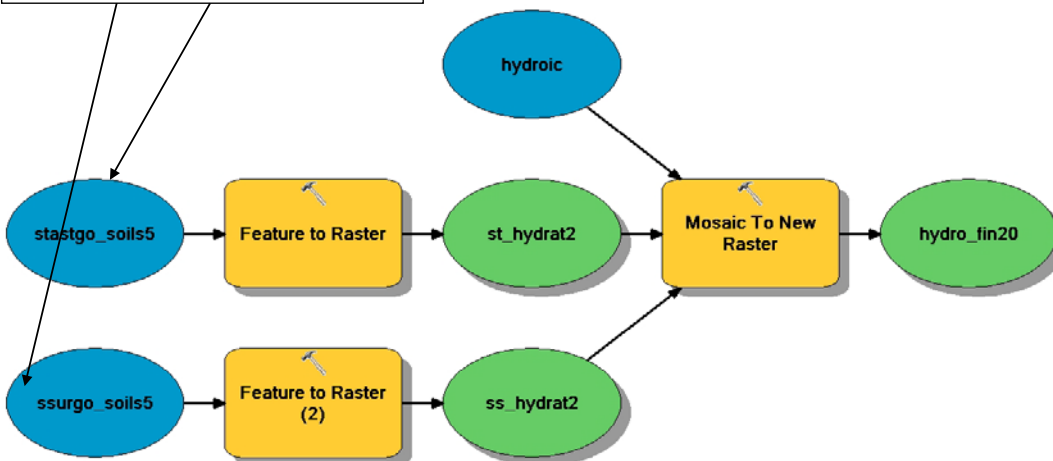 hydroic
stastgo_soils5
Feature to Raster
st_hydrat2
Mosaic To New
Raster
hydro_fin20
ssurgo_soils5
Feature to Raster
(2)
ss_hydrat2